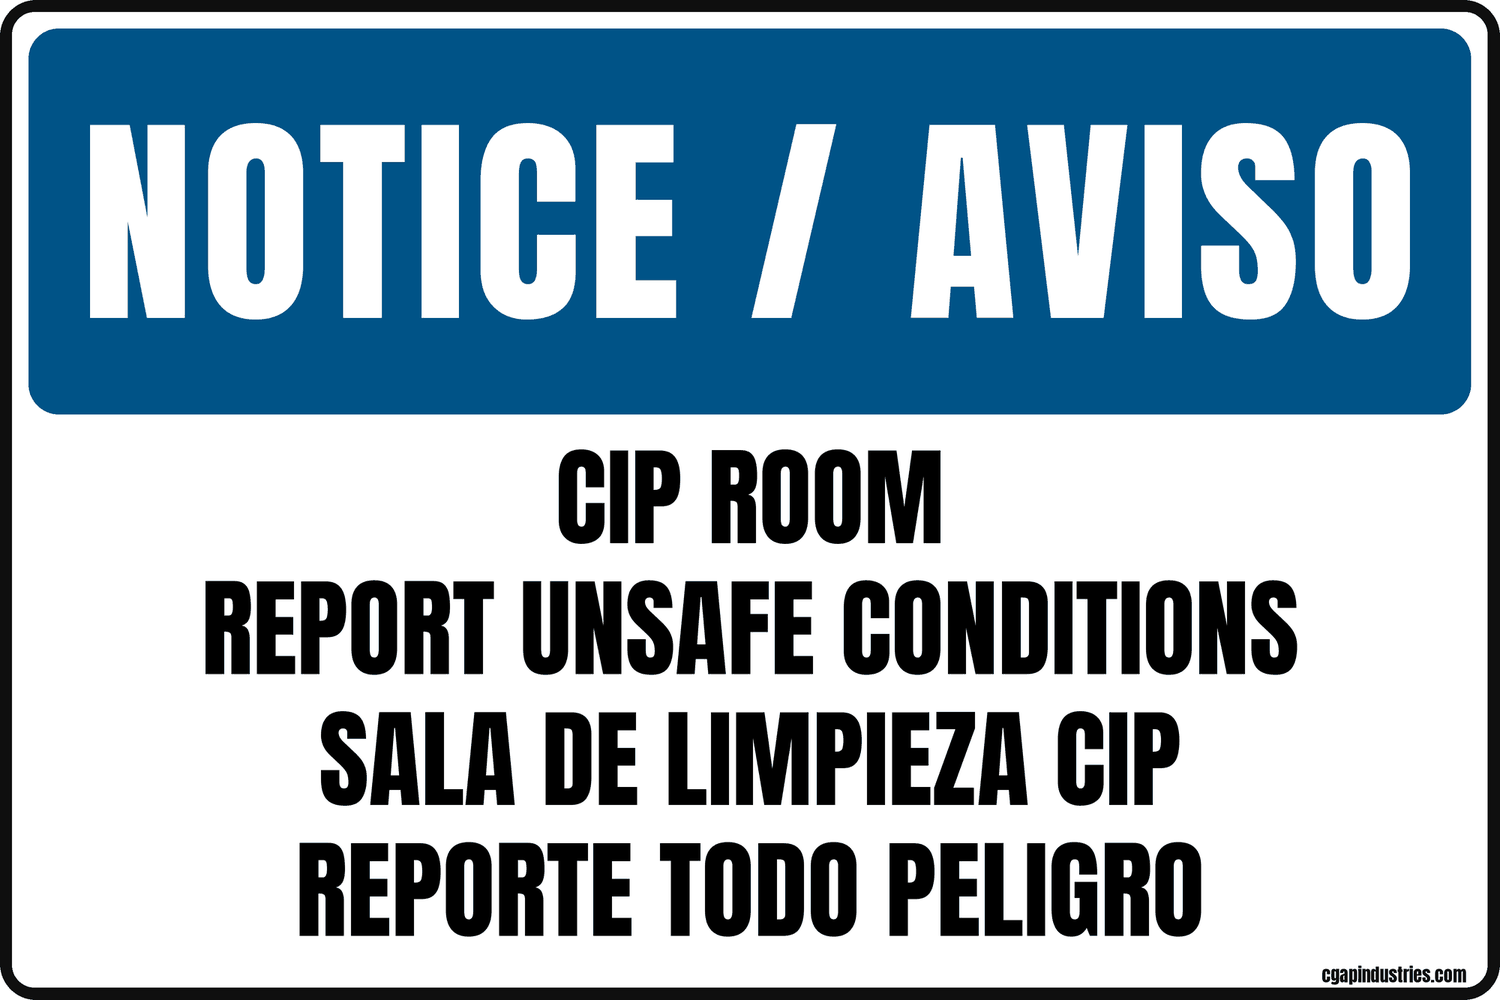 NOTICE / AVISO
CIP ROOM
REPORT UNSAFE CONDITIONS
SALA DE LIMPIEZA CIP
REPORTE TODO PELIGRO
cgapindustries.com